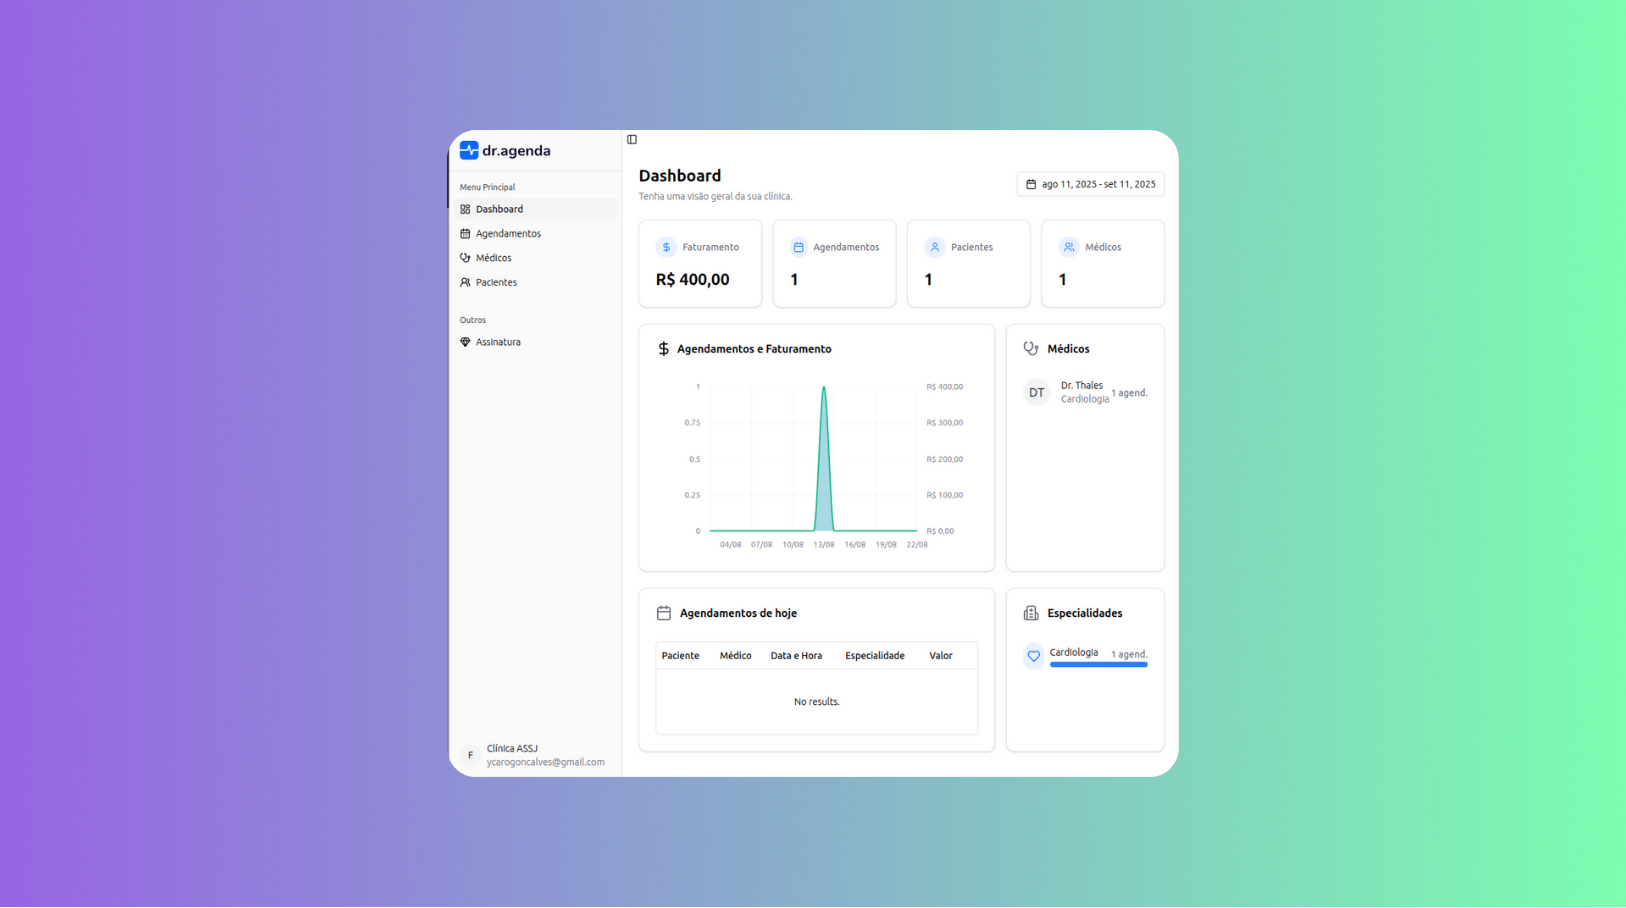 dr.agenda
Menu Principal
Dashboard
Agendamentos
Médicos
Pacientes
Outros
Assinatura
F
Clínica ASSJ
ycarogoncalves@gmail.com
Dashboard
Tenha uma visão geral da sua clínica.
ago 11, 2025 - set 11, 2025
Faturamento
R$ 400,00
Agendamentos
1
Pacientes
1
Médicos
1
Agendamentos e Faturamento
1
0.75
0.5
0.25
0
R$ 400,00
R$ 300,00
R$ 200,00
R$ 100,00
R$ 0,00
04/08 07/08 10/08 13/08 16/08 19/08 22/08
Médicos
DT
Dr. Thales
Cardiologia
1 agend.
Agendamentos de hoje
Paciente Médico Data e Hora Especialidade Valor
No results.
Especialidades
Cardiologia 1 agend.